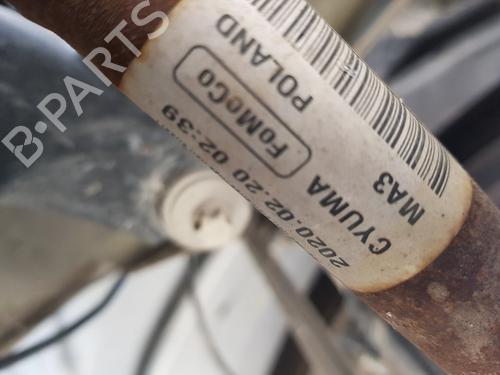 CYUMA
MA3
FoMoCo
POLAND
2020.02.20 02:39
B-PARTS